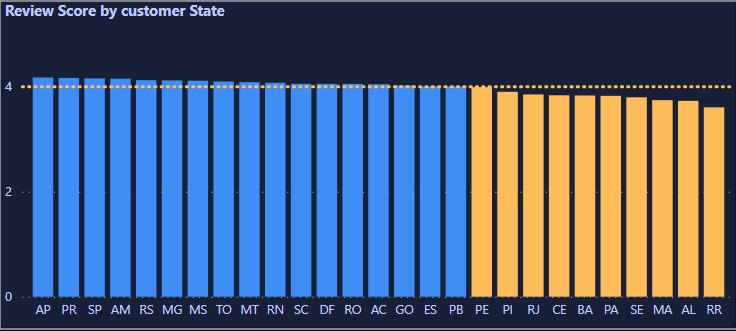 Review Score by customer State
4
2
0
AP PR SP AM RS MG MS TO MT RN SC DF RO AC GO ES PB PE PI RJ CE BA PA SE MA AL RR